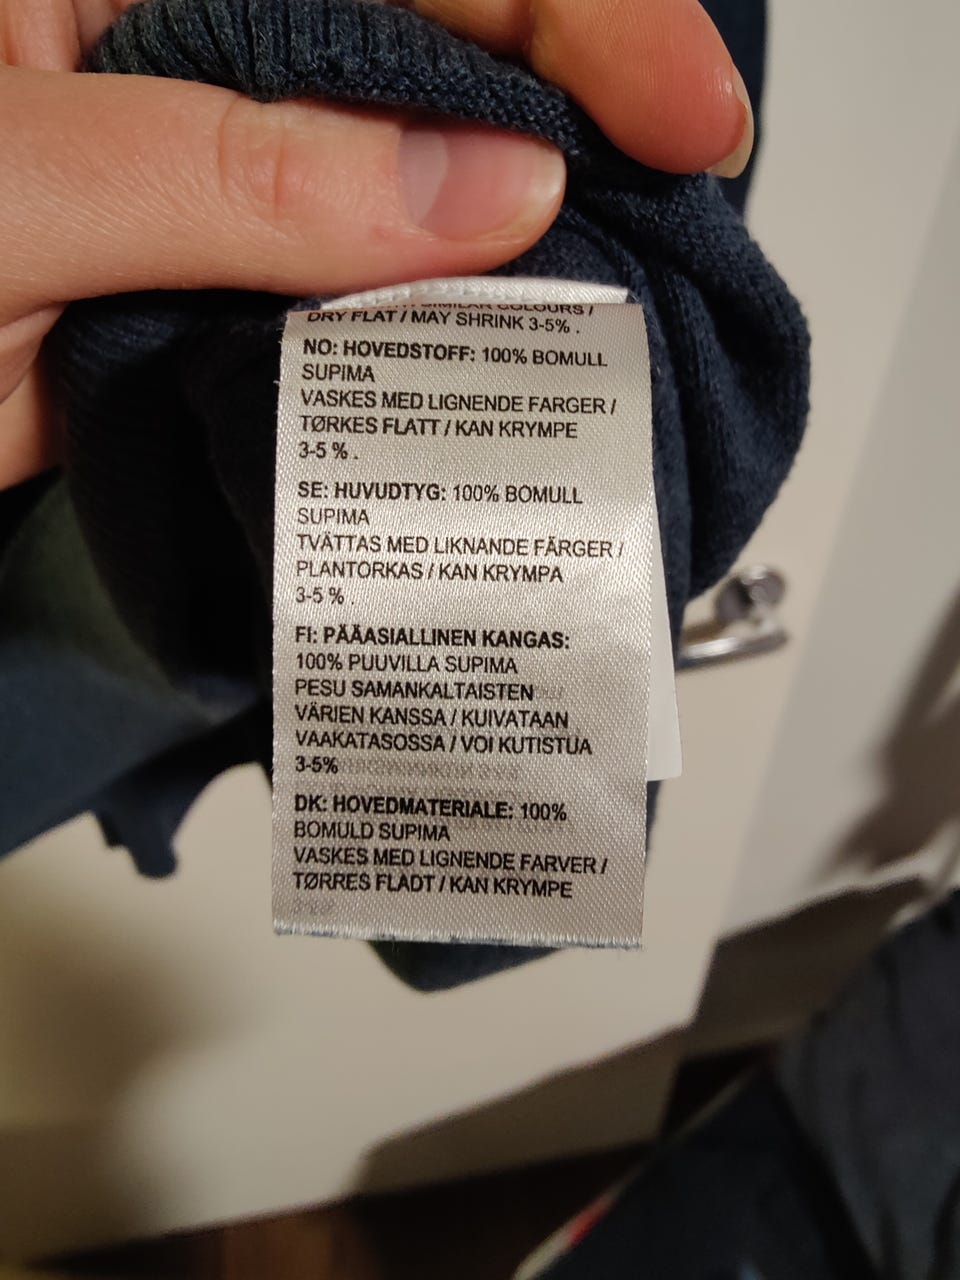 SIMILAR COLOURS /
DRY FLAT / MAY SHRINK 3-5% .
NO: HOVEDSTOFF: 100% BOMULL
SUPIMA
VASKES MED LIGNENDE FARGER /
TØRKES FLATT / KAN KRYMPE
3-5 % .
SE: HUVUDTYG: 100% BOMULL
SUPIMA
TVÄTTAS MED LIKNANDE FÄRGER /
PLANTORKAS / KAN KRYMPA
3-5 % .
FI: PÄÄASIALLINEN KANGAS:
100% PUUVILLA SUPIMA
PESU SAMANKALTAISTEN
VÄRIEN KANSSA / KUIVATAAN
VAAKATASOSSA / VOI KUTISTUA
3-5%
DK: HOVEDMATERIALE: 100%
BOMULD SUPIMA
VASKES MED LIGNENDE FARVER /
TØRRES FLADT / KAN KRYMPE